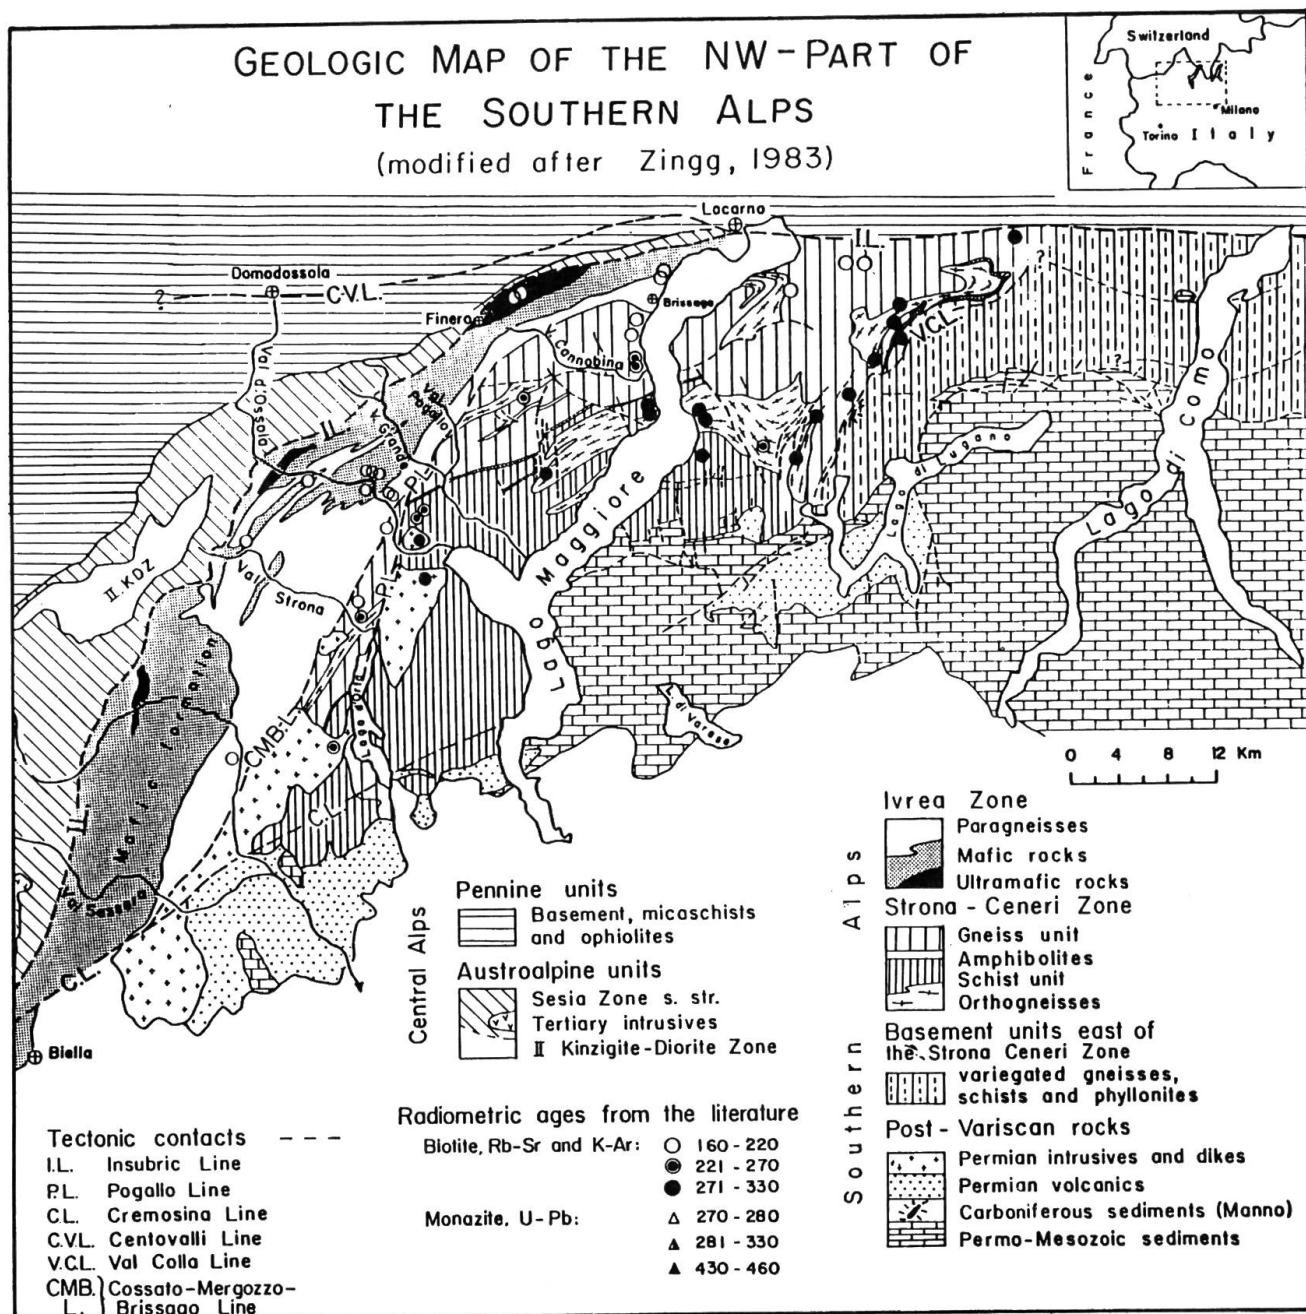 GEOLOGIC MAP OF THE NW-PART OF
THE SOUTHERN ALPS
(modified after Zingg, 1983)
Switzerland
France
Milano
Torino
Italy
Locarno
I.L.
?
Domodossola
?
C.V.L.
Finero
Brissago
V.C.L.
V. Cannobina
?
Val d'Ossola
Val Pogallo
I.L.
V. Grande
P.L.
Lago di Lugano
Lago di Como
Lago Maggiore
II. KDZ
Val Strona
P.L.
Mafic formation
Lago d'Orta
L. di Varese
CMB.-L.
C.L.
I.L.
Val Sessera
C.L.
Biella
0 4 8 12 Km
Central Alps
Pennine units
Basement, micaschists
and ophiolites
Austroalpine units
Sesia Zone s. str.
Tertiary intrusives
II Kinzigite-Diorite Zone
Southern Alps
Ivrea Zone
Paragneisses
Mafic rocks
Ultramafic rocks
Strona - Ceneri Zone
Gneiss unit
Amphibolites
Schist unit
Orthogneisses
Basement units east of
the Strona Ceneri Zone
variegated gneisses,
schists and phyllonites
Post - Variscan rocks
Permian intrusives and dikes
Permian volcanics
Carboniferous sediments (Manno)
Permo-Mesozoic sediments
Radiometric ages from the literature
Biotite, Rb-Sr and K-Ar: 160 - 220
221 - 270
271 - 330
Monazite, U-Pb: 270 - 280
281 - 330
430 - 460
Tectonic contacts
I.L. Insubric Line
P.L. Pogallo Line
C.L. Cremosina Line
C.V.L. Centovalli Line
V.C.L. Val Colla Line
CMB. Cossato-Mergozzo-
L. Brissago Line